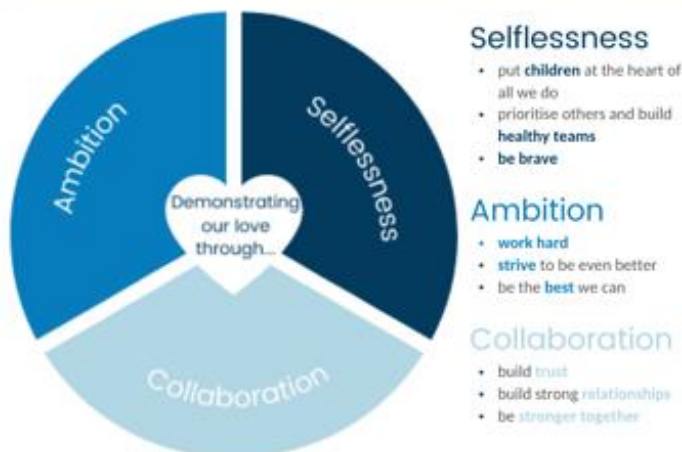 Ambition
Selflessness
Demonstrating
our love
through...
Collaboration
Selflessness
• put children at the heart of
all we do
• prioritise others and build
healthy teams
• be brave
Ambition
• work hard
• strive to be even better
• be the best we can
Collaboration
• build trust
• build strong relationships
• be stronger together